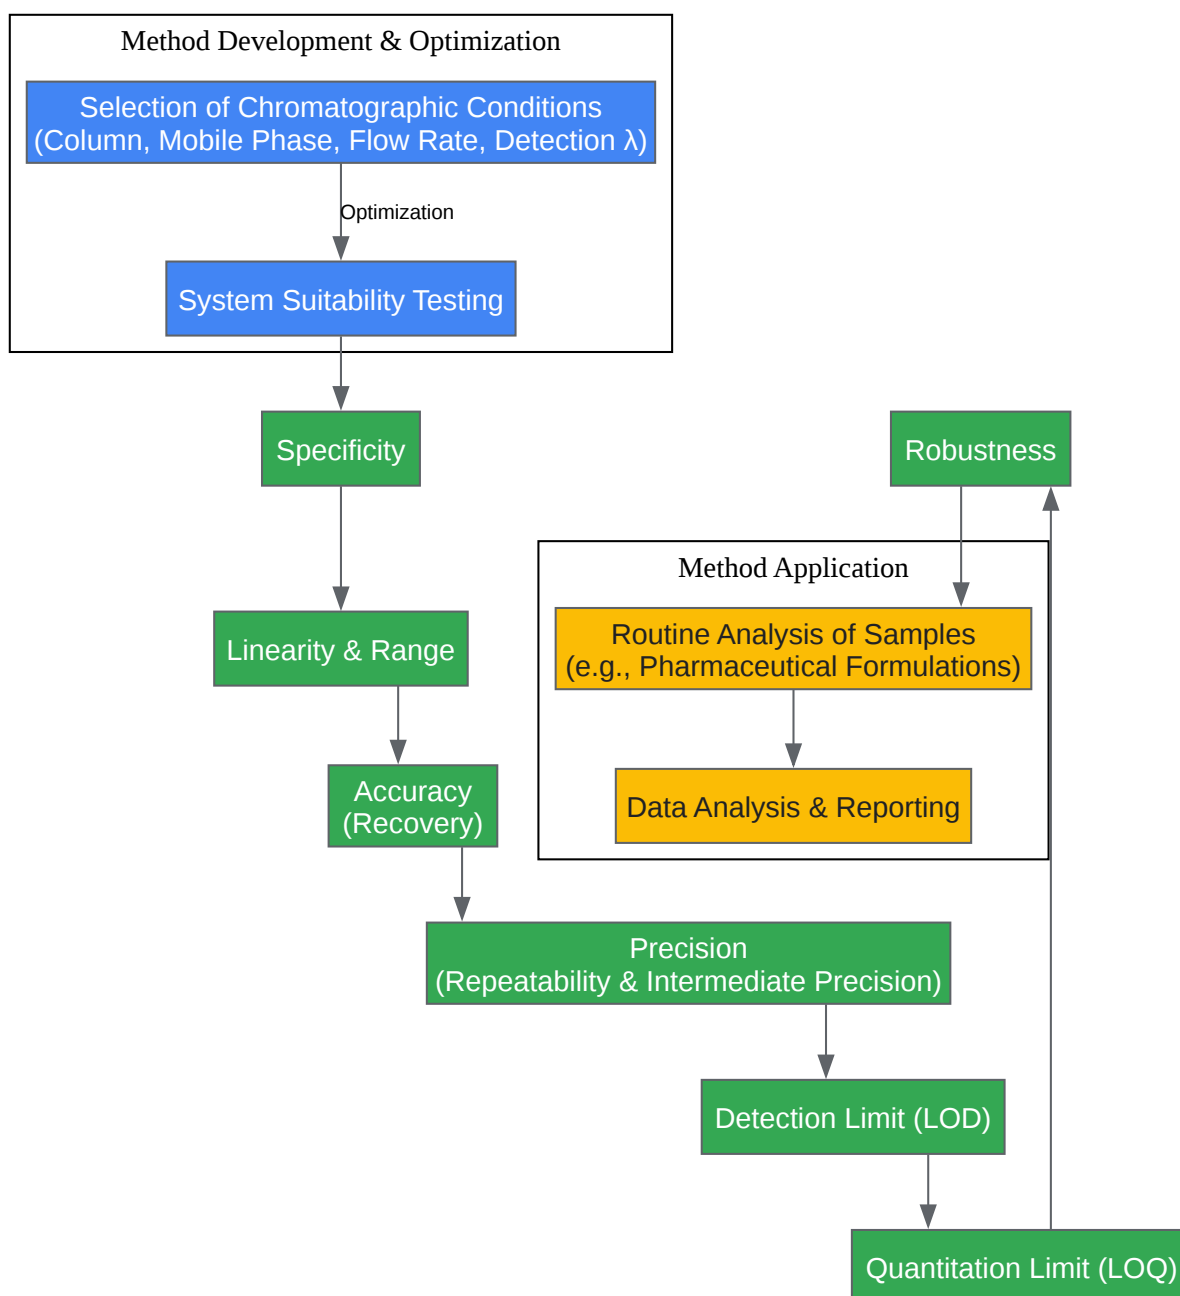 Method Development & Optimization
Selection of Chromatographic Conditions
(Column, Mobile Phase, Flow Rate, Detection λ)
Optimization
System Suitability Testing
Specificity
Robustness
Method Application
Routine Analysis of Samples
(e.g., Pharmaceutical Formulations)
Linearity & Range
Accuracy
(Recovery)
Data Analysis & Reporting
Precision
(Repeatability & Intermediate Precision)
Detection Limit (LOD)
Quantitation Limit (LOQ)